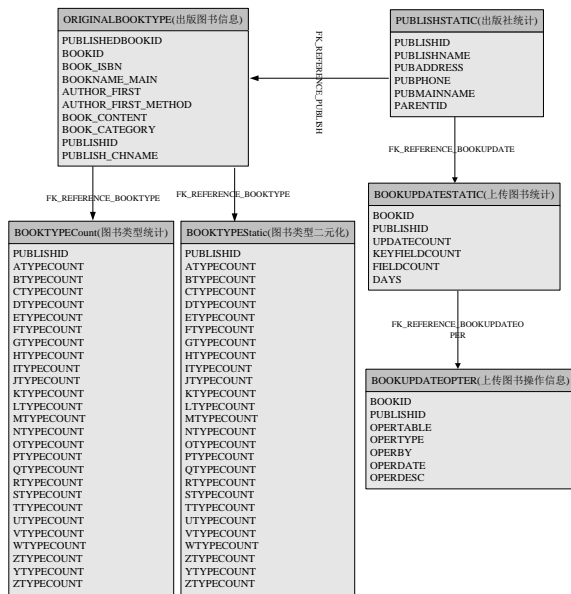 ORIGINALBOOKTYPE(出版图书信息)
PUBLISHEDBOOKID
BOOKID
BOOK_ISBN
BOOKNAME_MAIN
AUTHOR_FIRST
AUTHOR_FIRST_METHOD
BOOK_CONTENT
BOOK_CATEGORY
PUBLISHID
PUBLISH_CHNAME
FK_REFERENCE_PUBLISH
PUBLISHSTATIC(出版社统计)
PUBLISHID
PUBLISHNAME
PUBADDRESS
PUBPHONE
PUBMAINNAME
PARENTID
FK_REFERENCE_BOOKTYPE
FK_REFERENCE_BOOKTYPE
FK_REFERENCE_BOOKUPDATE
BOOKTYPECount(图书类型统计)
PUBLISHID
ATYPECOUNT
BTYPECOUNT
CTYPECOUNT
DTYPECOUNT
ETYPECOUNT
FTYPECOUNT
GTYPECOUNT
HTYPECOUNT
ITYPECOUNT
JTYPECOUNT
KTYPECOUNT
LTYPECOUNT
MTYPECOUNT
NTYPECOUNT
OTYPECOUNT
PTYPECOUNT
QTYPECOUNT
RTYPECOUNT
STYPECOUNT
TTYPECOUNT
UTYPECOUNT
VTYPECOUNT
WTYPECOUNT
ZTYPECOUNT
YTYPECOUNT
ZTYPECOUNT
BOOKTYPEStatic(图书类型二元化)
PUBLISHID
ATYPECOUNT
BTYPECOUNT
CTYPECOUNT
DTYPECOUNT
ETYPECOUNT
FTYPECOUNT
GTYPECOUNT
HTYPECOUNT
ITYPECOUNT
JTYPECOUNT
KTYPECOUNT
LTYPECOUNT
MTYPECOUNT
NTYPECOUNT
OTYPECOUNT
PTYPECOUNT
QTYPECOUNT
RTYPECOUNT
STYPECOUNT
TTYPECOUNT
UTYPECOUNT
VTYPECOUNT
WTYPECOUNT
ZTYPECOUNT
YTYPECOUNT
ZTYPECOUNT
BOOKUPDATESTATIC(上传图书统计)
BOOKID
PUBLISHID
UPDATECOUNT
KEYFIELDCOUNT
FIELDCOUNT
DAYS
FK_REFERENCE_BOOKUPDATEO
PER
BOOKUPDATEOPTER(上传图书操作信息)
BOOKID
PUBLISHID
OPERTABLE
OPERTYPE
OPERBY
OPERDATE
OPERDESC